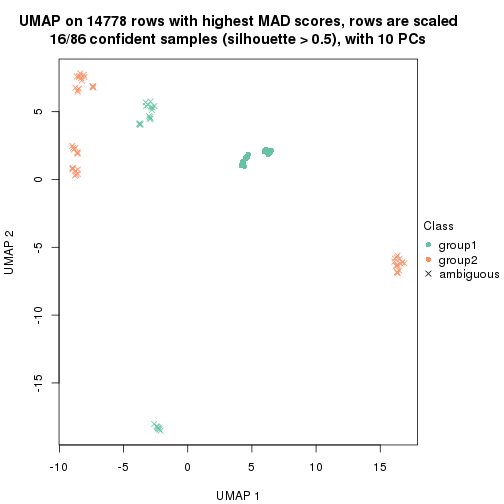 UMAP on 14778 rows with highest MAD scores, rows are scaled
16/86 confident samples (silhouette > 0.5), with 10 PCs
5
0
-5
-10
-15
UMAP 2
-10
-5
0
5
10
15
UMAP 1
Class
group1
group2
ambiguous